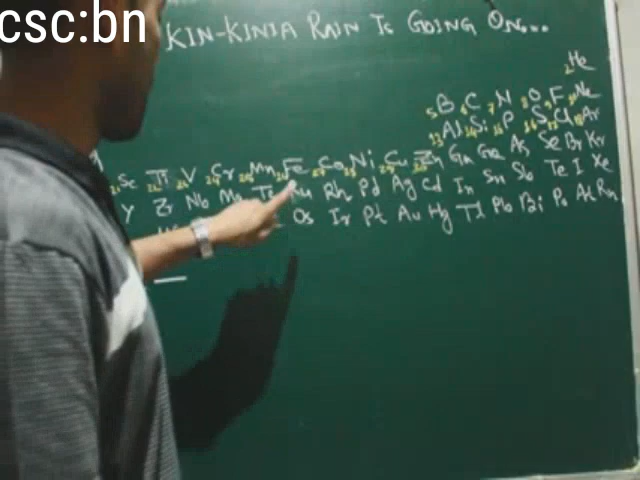 csc:bn
KIN-KINIA RAIN IS GOING ON...
2He
5B 6C 7N 8O 9F 10Ne
13Al 14Si 15P 16S 17Cl 18Ar
21Sc 22Ti V 24Cr 25Mn 26Fe Co 28Ni 29Cu Zn Ga Ge As Se Br Kr
Y Zr Nb Mo Tc Ru Rh Pd Ag Cd In Sn Sb Te I Xe
Os Ir Pt Au Hg Tl Pb Bi Po At Rn